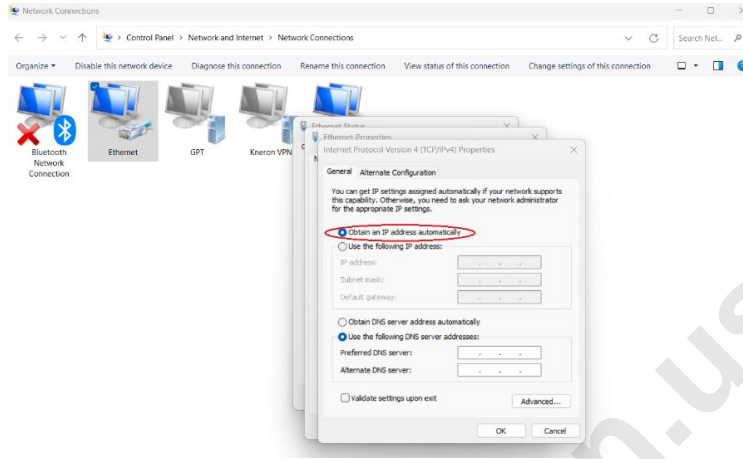 Network Connections
Control Panel > Network and Internet > Network Connections
Search Net...
Organize
Disable this network device
Diagnose this connection
Rename this connection
View status of this connection
Change settings of this connection
Bluetooth
Network
Connection
Ethernet
GPT
Kneron VPN
Ethernet Status
Ethernet Properties
Internet Protocol Version 4 (TCP/IPv4) Properties
General
Alternate Configuration
You can get IP settings assigned automatically if your network supports
this capability. Otherwise, you need to ask your network administrator
for the appropriate IP settings.
Obtain an IP address automatically
Use the following IP address:
IP address:
Subnet mask:
Default gateway:
Obtain DNS server address automatically
Use the following DNS server addresses:
Preferred DNS server:
Alternate DNS server:
Validate settings upon exit
Advanced...
OK
Cancel